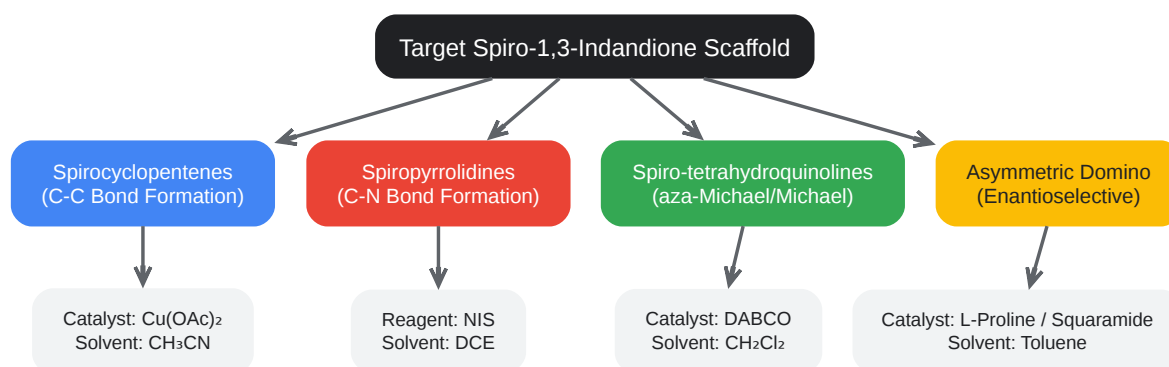 Target Spiro-1,3-Indandione Scaffold
Spirocyclopentenes
(C-C Bond Formation)
Spiropyrrolidines
(C-N Bond Formation)
Spiro-tetrahydroquinolines
(aza-Michael/Michael)
Asymmetric Domino
(Enantioselective)
Catalyst: Cu(OAc)₂
Solvent: CH₃CN
Reagent: NIS
Solvent: DCE
Catalyst: DABCO
Solvent: CH₂Cl₂
Catalyst: L-Proline / Squaramide
Solvent: Toluene